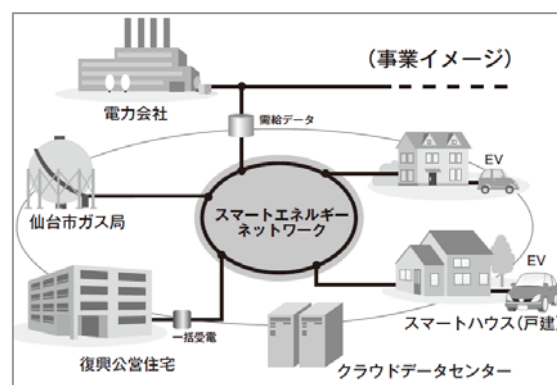 (事業イメージ)
電力会社
需給データ
EV
仙台市ガス局
スマートエネルギー
ネットワーク
EV
一括受電
復興公営住宅
スマートハウス(戸建)
クラウドデータセンター